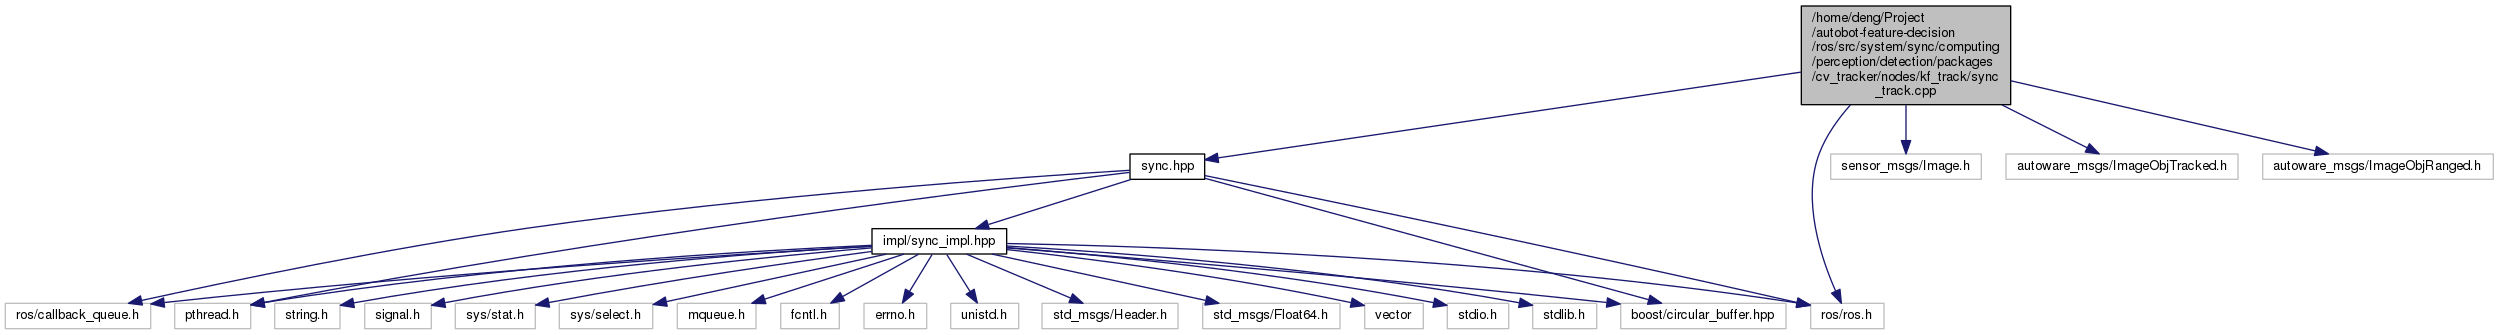 /home/deng/Project
/autobot-feature-decision
/ros/src/system/sync/computing
/perception/detection/packages
/cv_tracker/nodes/kf_track/sync
_track.cpp
sync.hpp
sensor_msgs/Image.h
autoware_msgs/ImageObjTracked.h
autoware_msgs/ImageObjRanged.h
impl/sync_impl.hpp
ros/callback_queue.h
pthread.h
string.h
signal.h
sys/stat.h
sys/select.h
mqueue.h
fcntl.h
errno.h
unistd.h
std_msgs/Header.h
std_msgs/Float64.h
vector
stdio.h
stdlib.h
boost/circular_buffer.hpp
ros/ros.h